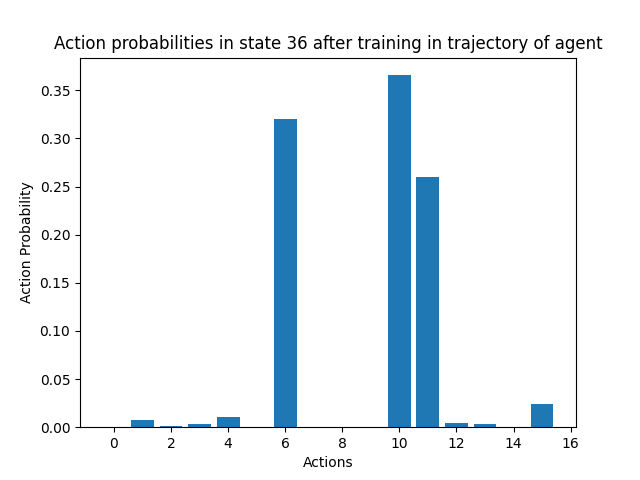 Action probabilities in state 36 after training in trajectory of agent
0.35
0.30
0.25
0.20
0.15
0.10
0.05
0.00
Action Probability
0 2 4 6 8 10 12 14 16
Actions